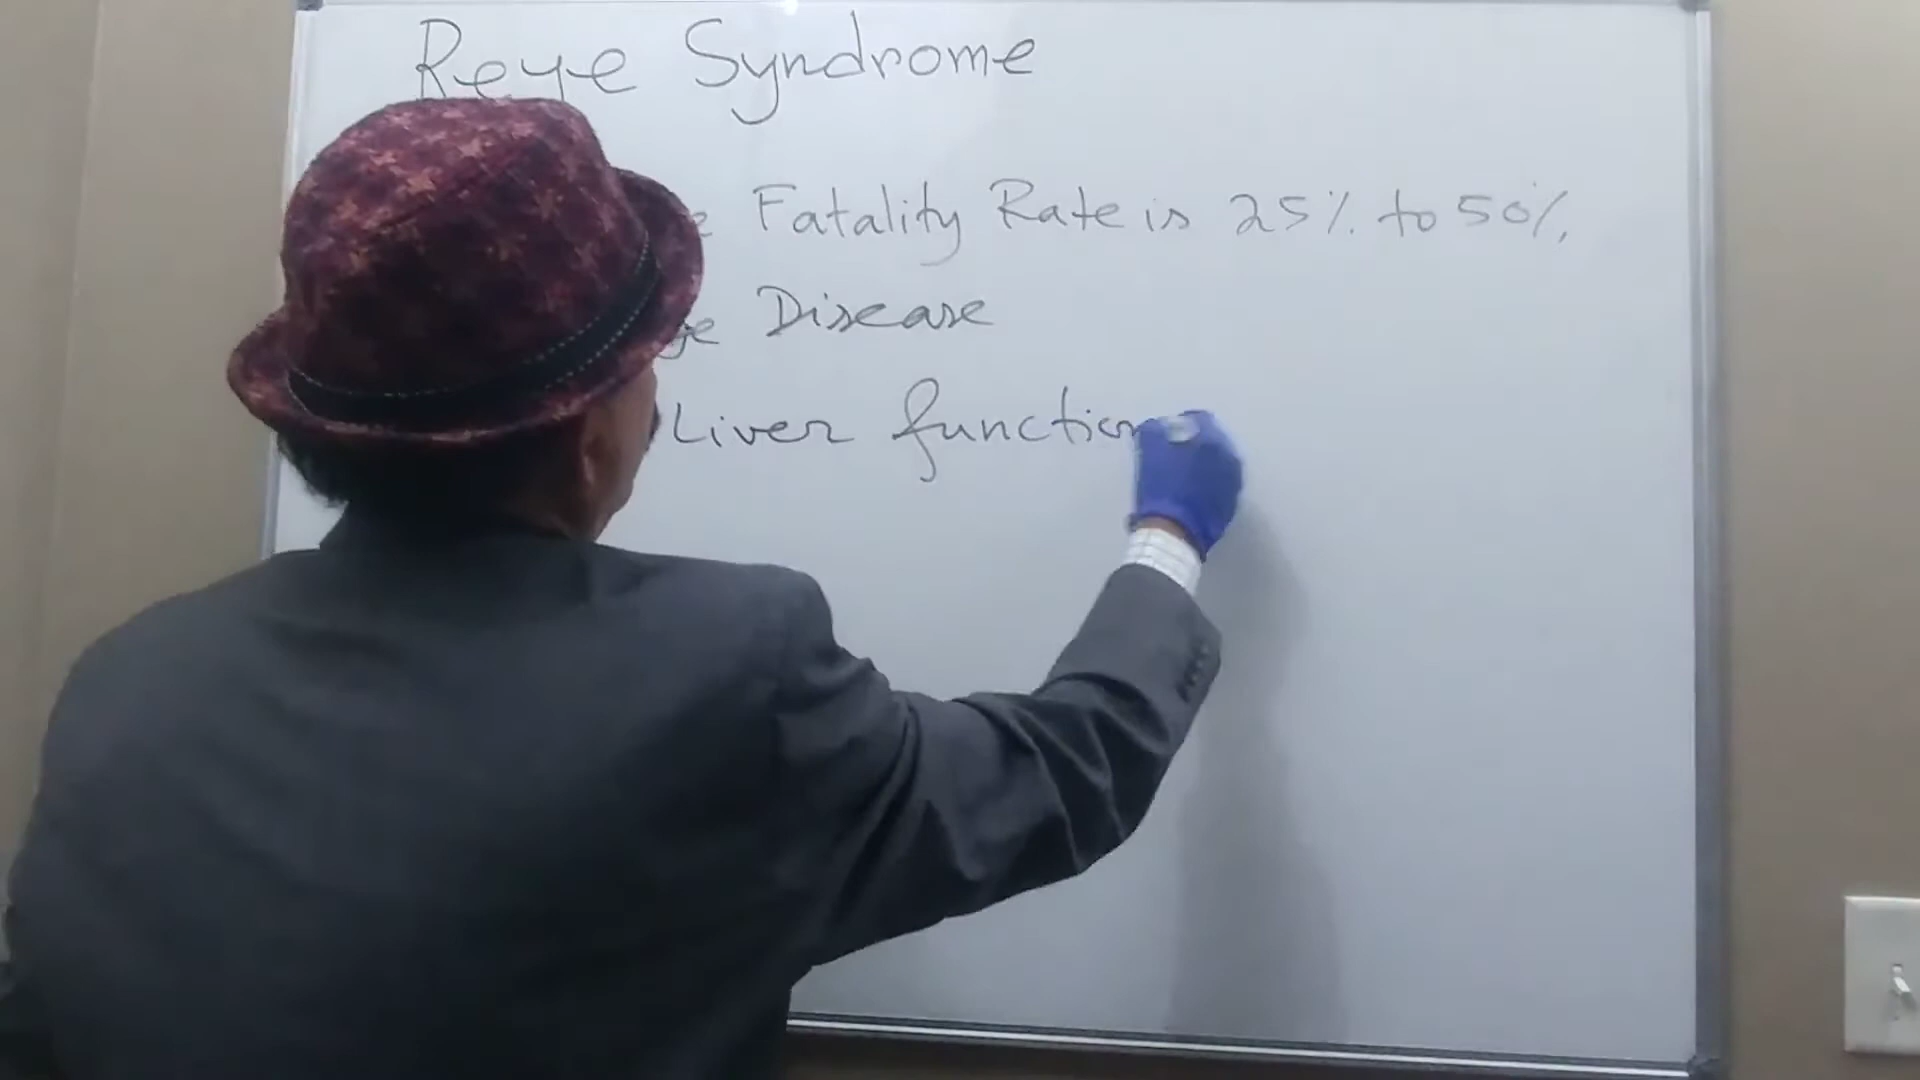 Reye Syndrome
Fatality Rate is 25% to 50%
Disease
Liver function